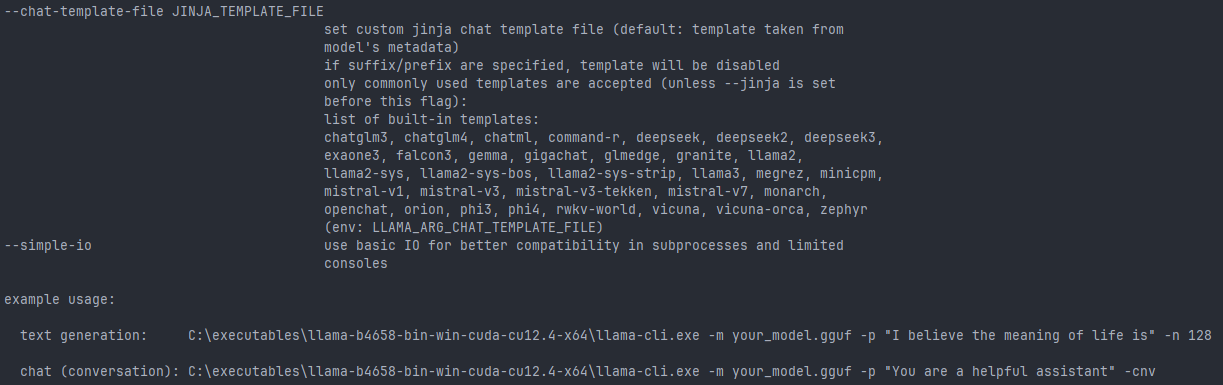 --chat-template-file JINJA_TEMPLATE_FILE
set custom jinja chat template file (default: template taken from
model's metadata)
if suffix/prefix are specified, template will be disabled
only commonly used templates are accepted (unless --jinja is set
before this flag):
list of built-in templates:
chatglm3, chatglm4, chatml, command-r, deepseek, deepseek2, deepseek3,
exaone3, falcon3, gemma, gigachat, glmedge, granite, llama2,
llama2-sys, llama2-sys-bos, llama2-sys-strip, llama3, megrez, minicpm,
mistral-v1, mistral-v3, mistral-v3-tekken, mistral-v7, monarch,
openchat, orion, phi3, phi4, rwkv-world, vicuna, vicuna-orca, zephyr
(env: LLAMA_ARG_CHAT_TEMPLATE_FILE)
--simple-io use basic IO for better compatibility in subprocesses and limited
consoles
example usage:
text generation: C:\executables\llama-b4658-bin-win-cuda-cu12.4-x64\llama-cli.exe -m your_model.gguf -p "I believe the meaning of life is" -n 128
chat (conversation): C:\executables\llama-b4658-bin-win-cuda-cu12.4-x64\llama-cli.exe -m your_model.gguf -p "You are a helpful assistant" -cnv